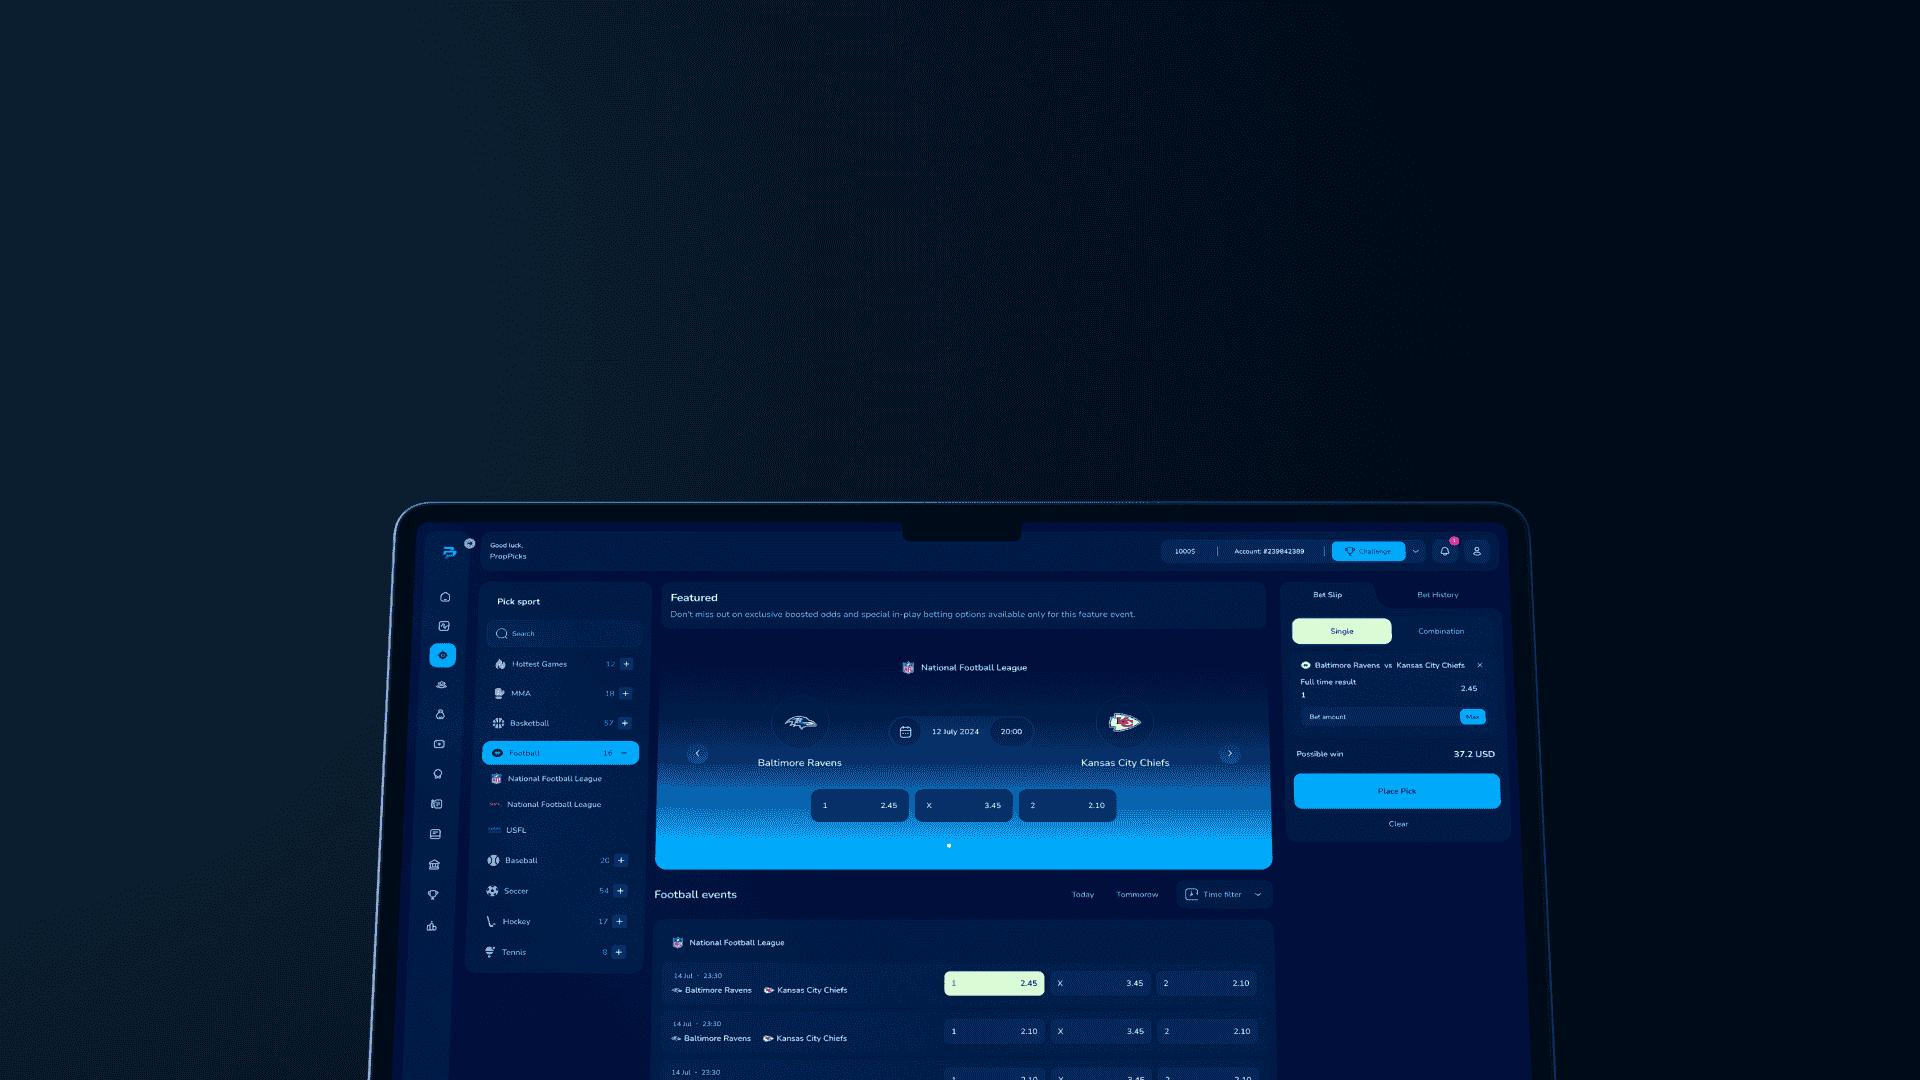 Good luck,
PropPicks
1000$
Account: #239842389
Challenge
1
Pick sport
Search
Hottest Games 12 +
MMA 18 +
Basketball 57 +
Football 16 −
National Football League
National Football League
USFL
Baseball 20 +
Soccer 54 +
Hockey 17 +
Tennis 8 +
Featured
Don't miss out on exclusive boosted odds and special in-play betting options available only for this feature event.
National Football League
12 July 2024 20:00
Baltimore Ravens
Kansas City Chiefs
1 2.45 X 3.45 2 2.10
Football events
Today Tommorow Time filter
National Football League
14 Jul • 23:30
Baltimore Ravens Kansas City Chiefs
1 2.45 X 3.45 2 2.10
14 Jul • 23:30
Baltimore Ravens Kansas City Chiefs
1 2.10 X 3.45 2 2.10
14 Jul • 23:30
1 2.10 X 3.45 2 2.10
Bet Slip Bet History
Single Combination
Baltimore Ravens vs Kansas City Chiefs ×
Full time result
1
2.45
Bet amount Max
Possible win 37.2 USD
Place Pick
Clear